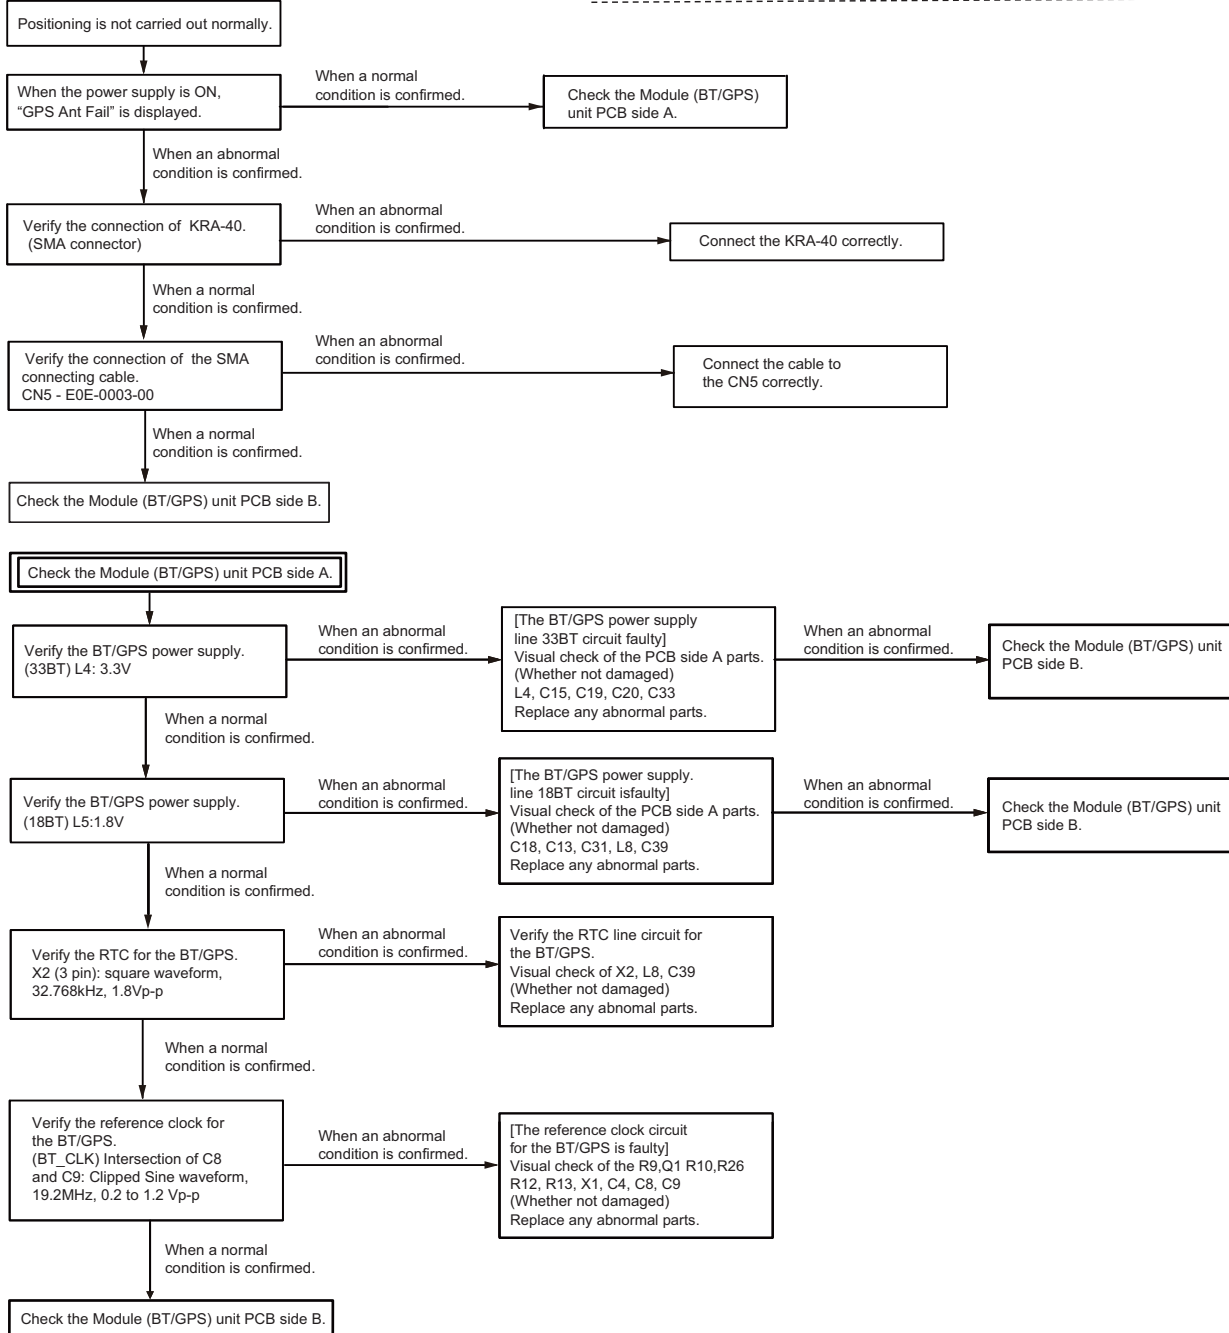 Positioning is not carried out normally.
When the power supply is ON,
“GPS Ant Fail” is displayed.
When a normal
condition is confirmed.
Check the Module (BT/GPS)
unit PCB side A.
When an abnormal
condition is confirmed.
Verify the connection of  KRA-40.
(SMA connector)
When an abnormal
condition is confirmed.
Connect the KRA-40 correctly.
When a normal
condition is confirmed.
Verify the connection of  the SMA
connecting cable.
CN5 - E0E-0003-00
When an abnormal
condition is confirmed.
Connect the cable to
the CN5 correctly.
When a normal
condition is confirmed.
Check the Module (BT/GPS) unit PCB side B.
Check the Module (BT/GPS) unit PCB side A.
Verify the BT/GPS power supply.
(33BT) L4: 3.3V
When an abnormal
condition is confirmed.
[The BT/GPS power supply
line 33BT circuit faulty]
Visual check of the PCB side A parts.
(Whether not damaged)
L4, C15, C19, C20, C33
Replace any abnormal parts.
When an abnormal
condition is confirmed.
Check the Module (BT/GPS) unit
PCB side B.
When a normal
condition is confirmed.
Verify the BT/GPS power supply.
(18BT) L5:1.8V
When an abnormal
condition is confirmed.
[The BT/GPS power supply.
line 18BT circuit isfaulty]
Visual check of the PCB side A parts.
(Whether not damaged)
C18, C13, C31, L8, C39
Replace any abnormal parts.
When an abnormal
condition is confirmed.
Check the Module (BT/GPS) unit
PCB side B.
When a normal
condition is confirmed.
Verify the RTC for the BT/GPS.
X2 (3 pin): square waveform,
32.768kHz, 1.8Vp-p
When an abnormal
condition is confirmed.
Verify the RTC line circuit for
the BT/GPS.
Visual check of X2, L8, C39
(Whether not damaged)
Replace any abnomal parts.
When a normal
condition is confirmed.
Verify the reference clock for
the BT/GPS.
(BT_CLK) Intersection of C8
and C9: Clipped Sine waveform,
19.2MHz, 0.2 to 1.2 Vp-p
When an abnormal
condition is confirmed.
[The reference clock circuit
for the BT/GPS is faulty]
Visual check of the R9,Q1 R10,R26
R12, R13, X1, C4, C8, C9
(Whether not damaged)
Replace any abnormal parts.
When a normal
condition is confirmed.
Check the Module (BT/GPS) unit PCB side B.